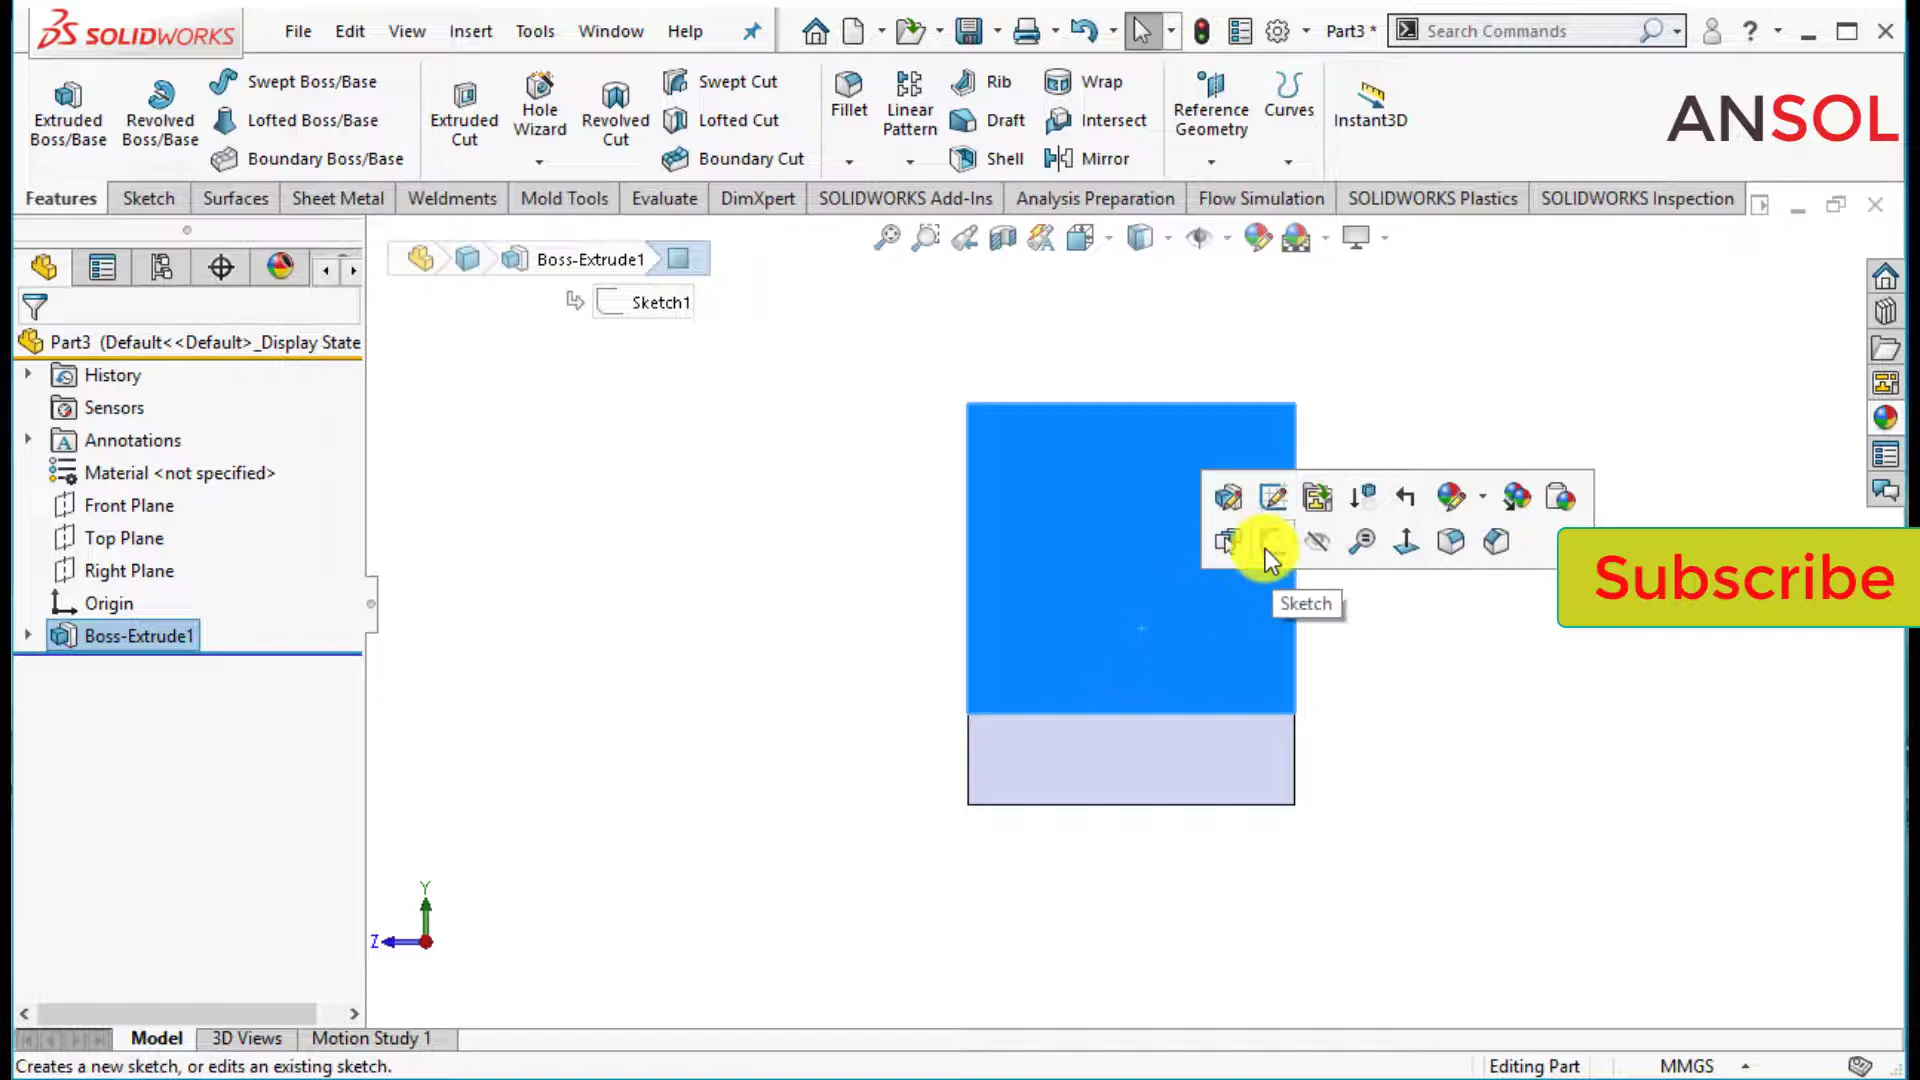 SOLIDWORKS
File Edit View Insert Tools Window Help
Part3 *
Search Commands
?
Extruded Boss/Base
Revolved Boss/Base
Swept Boss/Base
Lofted Boss/Base
Boundary Boss/Base
Extruded Cut
Hole Wizard
Revolved Cut
Swept Cut
Lofted Cut
Boundary Cut
Fillet
Linear Pattern
Rib
Draft
Shell
Wrap
Intersect
Mirror
Reference Geometry
Curves
Instant3D
ANSOL
Features Sketch Surfaces Sheet Metal Weldments Mold Tools Evaluate DimXpert SOLIDWORKS Add-Ins Analysis Preparation Flow Simulation SOLIDWORKS Plastics SOLIDWORKS Inspection
Boss-Extrude1
Sketch1
Part3 (Default<<Default>_Display State
History
Sensors
Annotations
Material <not specified>
Front Plane
Top Plane
Right Plane
Origin
Boss-Extrude1
Sketch
Subscribe
Y
Z
Model 3D Views Motion Study 1
Creates a new sketch, or edits an existing sketch.
Editing Part
MMGS